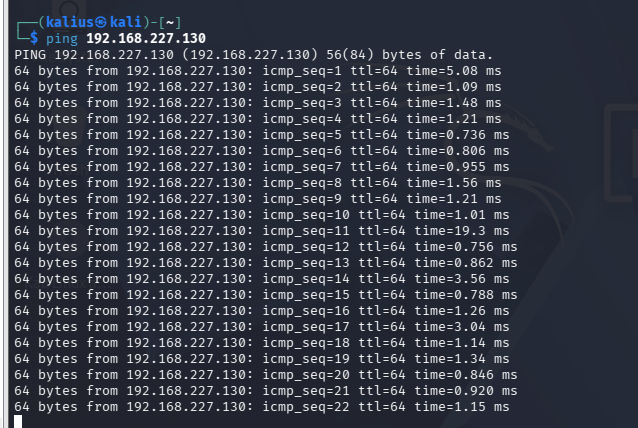 ┌──(kalius㉿kali)-[~]
└─$ ping 192.168.227.130
PING 192.168.227.130 (192.168.227.130) 56(84) bytes of data.
64 bytes from 192.168.227.130: icmp_seq=1 ttl=64 time=5.08 ms
64 bytes from 192.168.227.130: icmp_seq=2 ttl=64 time=1.09 ms
64 bytes from 192.168.227.130: icmp_seq=3 ttl=64 time=1.48 ms
64 bytes from 192.168.227.130: icmp_seq=4 ttl=64 time=1.21 ms
64 bytes from 192.168.227.130: icmp_seq=5 ttl=64 time=0.736 ms
64 bytes from 192.168.227.130: icmp_seq=6 ttl=64 time=0.806 ms
64 bytes from 192.168.227.130: icmp_seq=7 ttl=64 time=0.955 ms
64 bytes from 192.168.227.130: icmp_seq=8 ttl=64 time=1.56 ms
64 bytes from 192.168.227.130: icmp_seq=9 ttl=64 time=1.21 ms
64 bytes from 192.168.227.130: icmp_seq=10 ttl=64 time=1.01 ms
64 bytes from 192.168.227.130: icmp_seq=11 ttl=64 time=19.3 ms
64 bytes from 192.168.227.130: icmp_seq=12 ttl=64 time=0.756 ms
64 bytes from 192.168.227.130: icmp_seq=13 ttl=64 time=0.862 ms
64 bytes from 192.168.227.130: icmp_seq=14 ttl=64 time=3.56 ms
64 bytes from 192.168.227.130: icmp_seq=15 ttl=64 time=0.788 ms
64 bytes from 192.168.227.130: icmp_seq=16 ttl=64 time=1.26 ms
64 bytes from 192.168.227.130: icmp_seq=17 ttl=64 time=3.04 ms
64 bytes from 192.168.227.130: icmp_seq=18 ttl=64 time=1.14 ms
64 bytes from 192.168.227.130: icmp_seq=19 ttl=64 time=1.34 ms
64 bytes from 192.168.227.130: icmp_seq=20 ttl=64 time=0.846 ms
64 bytes from 192.168.227.130: icmp_seq=21 ttl=64 time=0.920 ms
64 bytes from 192.168.227.130: icmp_seq=22 ttl=64 time=1.15 ms